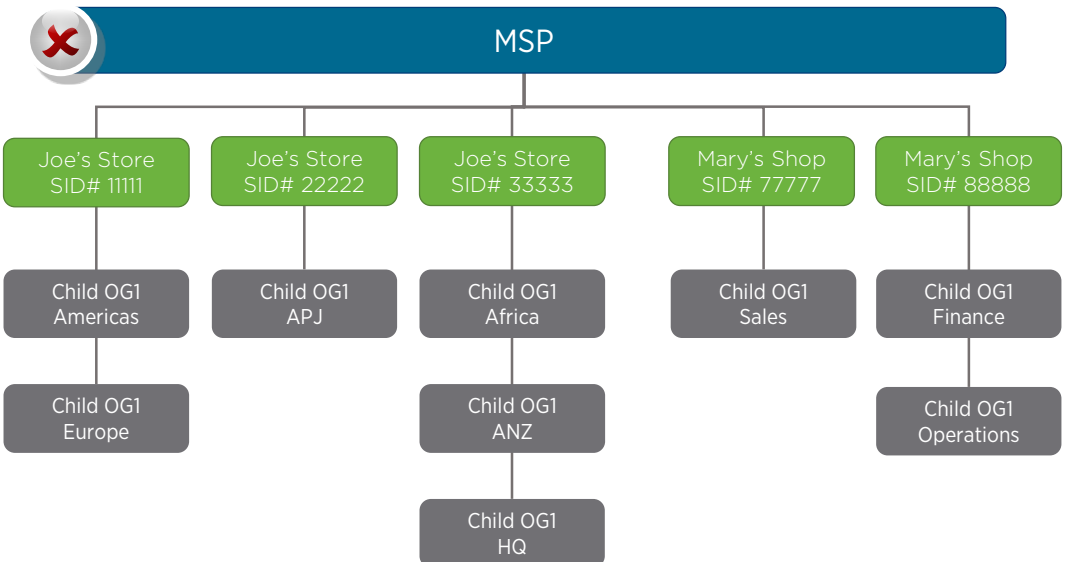 MSP
Joe's Store
SID# 11111
Joe's Store
SID# 22222
Joe's Store
SID# 33333
Mary's Shop
SID# 77777
Mary's Shop
SID# 88888
Child OG1
Americas
Child OG1
APJ
Child OG1
Africa
Child OG1
Sales
Child OG1
Finance
Child OG1
Europe
Child OG1
ANZ
Child OG1
Operations
Child OG1
HQ